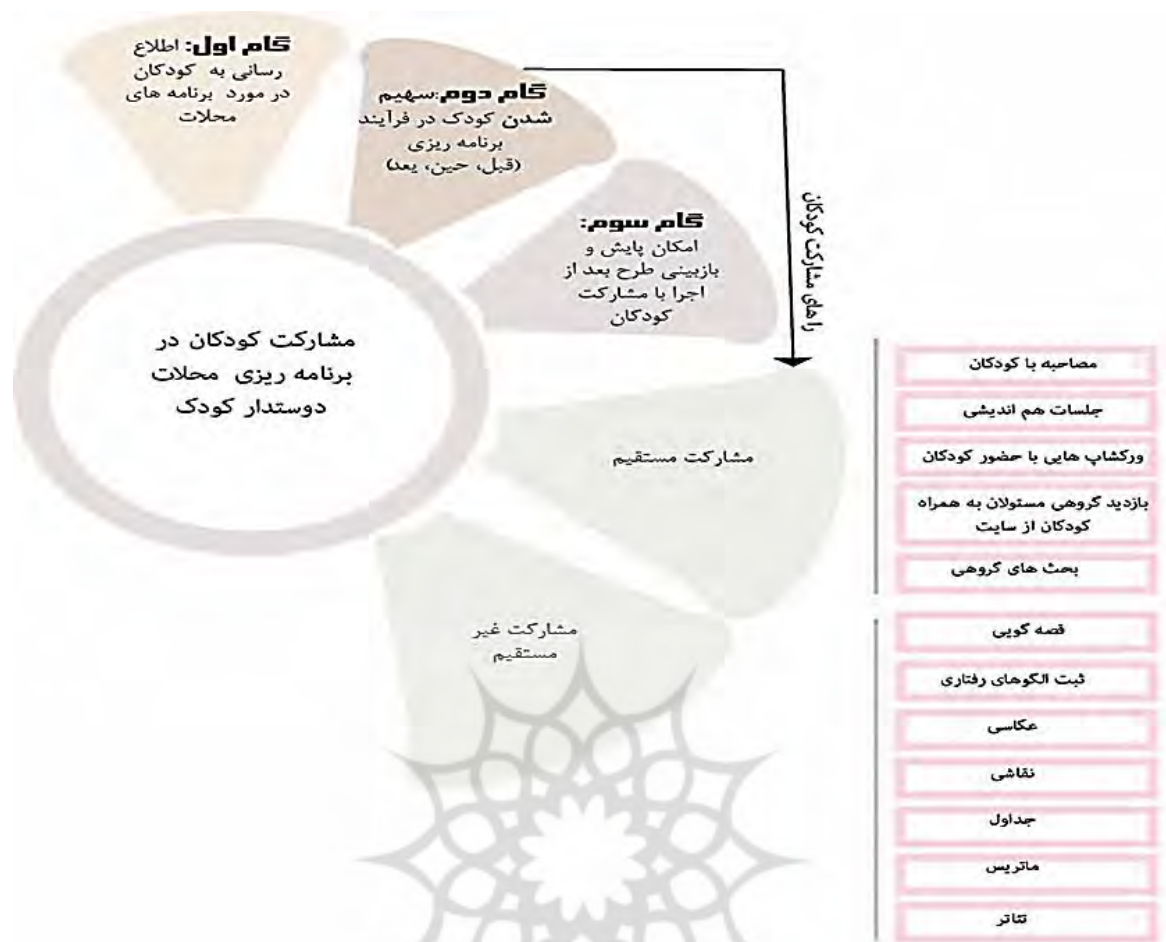 گام اول: اطلاع
رسانی به کودکان
در مورد برنامه های
محلات
گام دوم:سهیم
شدن کودک در فرآیند
برنامه ریزی
(قبل، حین، یعد)
گام سوم:
امکان پایش و
بازبینی طرح بعد از
اجرا با مشارکت
کودکان
راهای مشارکت کودکان
مشارکت کودکان در
برنامه ریزی محلات
دوستدار کودک
مشارکت مستقیم
مصاحبه با کودکان
جلسات هم اندیشی
ورکشاپ هایی با حضور کودکان
بازدید گروهی مسئولان به همراه
کودکان از سایت
بحث های گروهی
مشارکت غیر
مستقیم
قصه گویی
ثبت الگوهای رفتاری
عکاسی
نقاشی
جداول
ماتریس
تئاتر